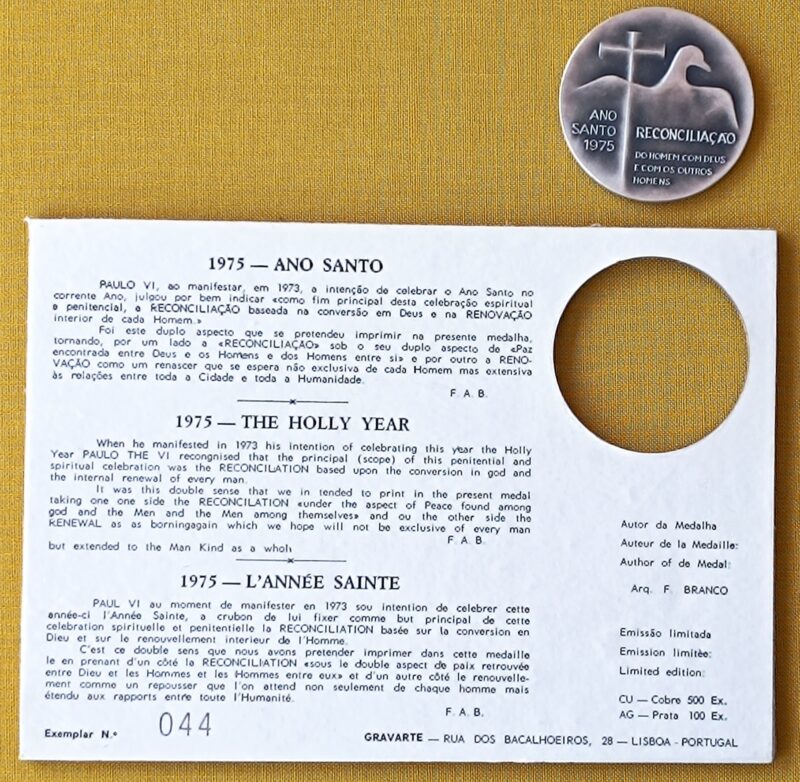 ANO
SANTO
1975
RECONCILIAÇÃO
DO HOMEM COM DEUS
E COM OS OUTROS
HOMENS
1975 — ANO SANTO
PAULO VI, ao manifestar, em 1973, a intenção de celebrar o Ano Santo no
corrente Ano, julgou por bem indicar «como fim principal desta celebração espiritual
e penitencial, a RECONCILIAÇÃO baseada na conversão em Deus e na RENOVAÇÃO
interior de cada Homem.»
Foi este duplo aspecto que se pretendeu imprimir na presente medalha,
tornando, por um lado a «RECONCILIAÇÃO» sob o seu duplo aspecto de «Paz
encontrada entre Deus e os Homens e dos Homens entre si» e por outro a RENO-
VAÇÃO como um renascer que se espera não exclusiva de cada Homem mas extensiva
às relações entre toda a Cidade e toda a Humanidade.
F. A. B.
1975 — THE HOLLY YEAR
When he manifested in 1973 his intention of celebrating this year the Holly
Year PAULO THE VI recongnised that the principal (scope) of this penitential and
spiritual celebration was the RECONCILATION based upon the conversion in god and
the internal renewal of every man.
It was this double sense that we in tended to print in the present medal
taking one one side the RECONCILATION «under the aspect of Peace found among
god and the Men and the Men among themselves» and ou the other side the
RENEWAL as as borningagain which we hope will not be exclusive of every man
F. A. B.
but extended to the Man Kind as a whol
1975 — L'ANNÉE SAINTE
PAUL VI au moment de manifester en 1973 sou intention de celebrer cette
année-ci l'Année Sainte, a crubon de lui fixer comme but principal de cette
celebration spirituelle et penitentielle la RECONCILIATION basée sur la conversion en
Dieu et sur le renouvellement interieur de l'Homme.
C'est ce double sens que nous avons pretender imprimer dans cette medaille
le en prenant d'un côté la RECONCILIATION «sous le double aspect de paix retrouvée
entre Dieu et les Hommes et les Hommes entre eux» et d'un autre côté le renouvelle-
ment comme un repousser que l'on attend non seulement de chaque homme mais
étendu aux rapports entre toute l'Humanité.
F. A. B.
Exemplar N.º 044
Autor da Medalha
Auteur de la Medaille:
Author of de Medal:
Arq. F. BRANCO
Emissão limitada
Emission limitée:
Limited edition:
CU — Cobre 500 Ex.
AG — Prata 100 Ex.
GRAVARTE — RUA DOS BACALHOEIROS, 28 — LISBOA - PORTUGAL